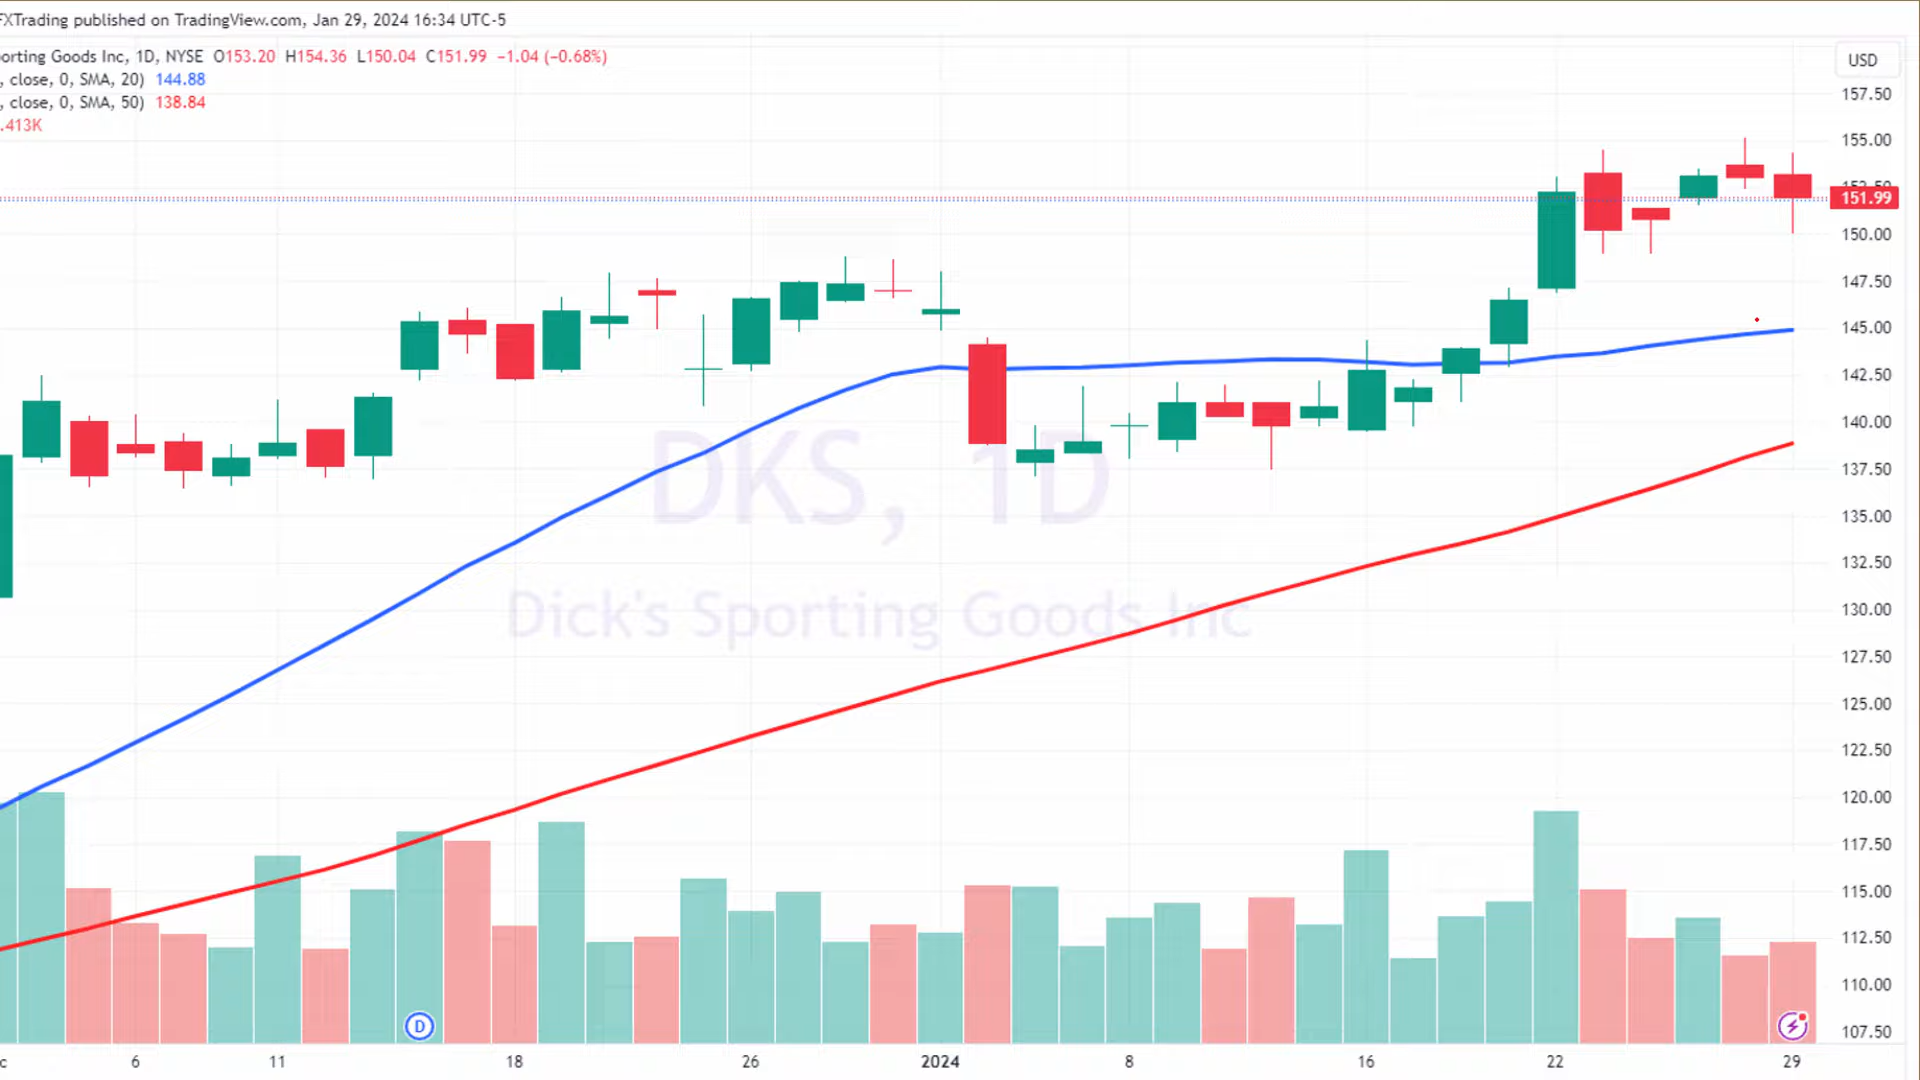 FXTrading published on TradingView.com, Jan 29, 2024 16:34 UTC-5
orting Goods Inc, 1D, NYSE O153.20 H154.36 L150.04 C151.99 −1.04 (−0.68%)
, close, 0, SMA, 20) 144.88
, close, 0, SMA, 50) 138.84
.413K
USD
157.50
155.00
152.50
151.99
150.00
147.50
145.00
142.50
140.00
137.50
135.00
132.50
130.00
127.50
125.00
122.50
120.00
117.50
115.00
112.50
110.00
107.50
DKS, 1D
Dick's Sporting Goods Inc
D
c 6 11 18 26 2024 8 16 22 29